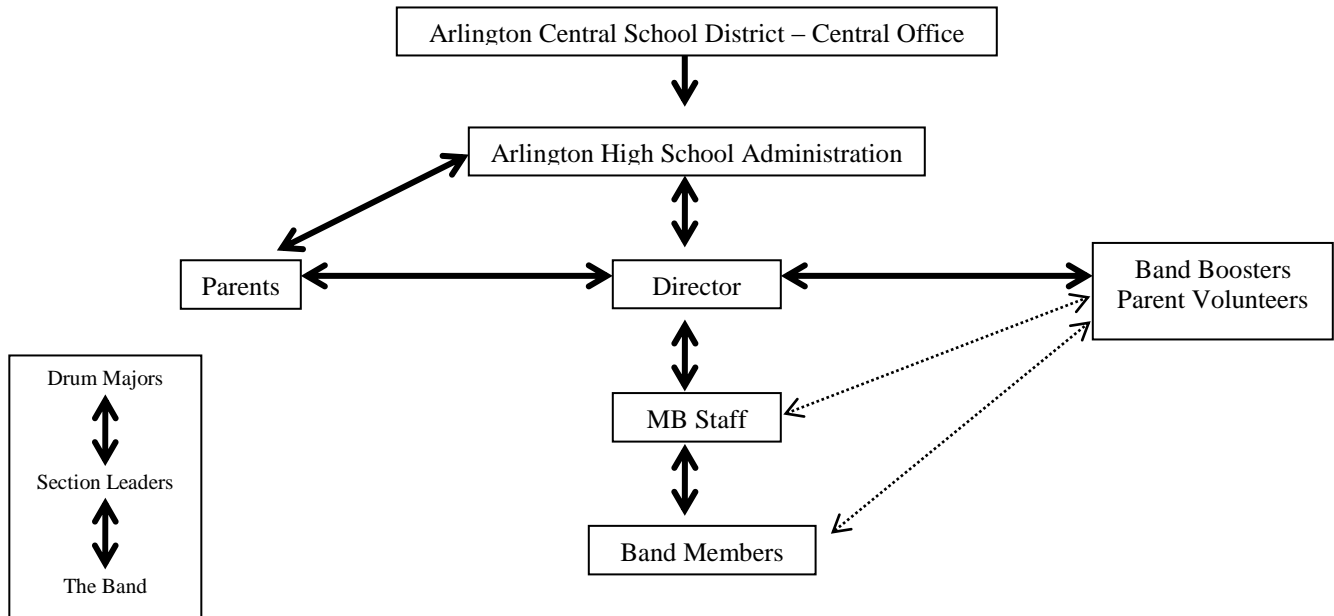 Arlington Central School District – Central Office
Arlington High School Administration
Parents
Director
Band Boosters
Parent Volunteers
Drum Majors
MB Staff
Section Leaders
Band Members
The Band